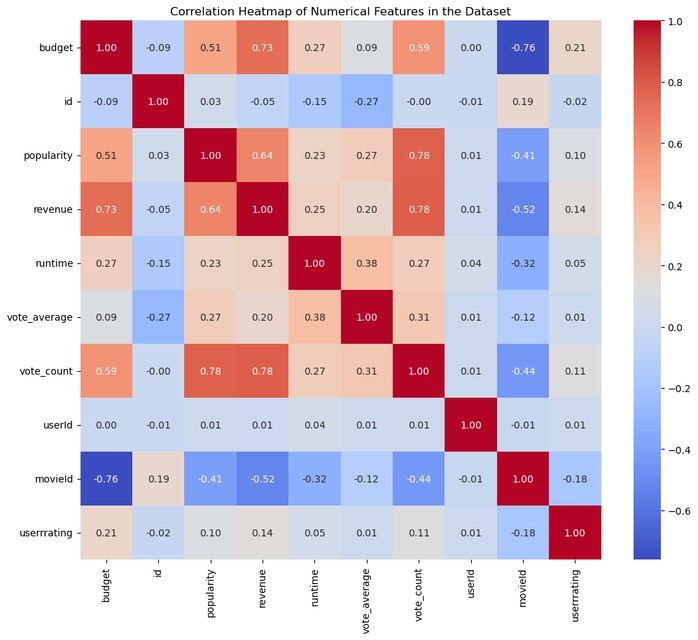 Correlation Heatmap of Numerical Features in the Dataset
budget 1.00 -0.09 0.51 0.73 0.27 0.09 0.59 0.00 -0.76 0.21
id -0.09 1.00 0.03 -0.05 -0.15 -0.27 -0.00 -0.01 0.19 -0.02
popularity 0.51 0.03 1.00 0.64 0.23 0.27 0.78 0.01 -0.41 0.10
revenue 0.73 -0.05 0.64 1.00 0.25 0.20 0.78 0.01 -0.52 0.14
runtime 0.27 -0.15 0.23 0.25 1.00 0.38 0.27 0.04 -0.32 0.05
vote_average 0.09 -0.27 0.27 0.20 0.38 1.00 0.31 0.01 -0.12 0.01
vote_count 0.59 -0.00 0.78 0.78 0.27 0.31 1.00 0.01 -0.44 0.11
userId 0.00 -0.01 0.01 0.01 0.04 0.01 0.01 1.00 -0.01 0.01
movieId -0.76 0.19 -0.41 -0.52 -0.32 -0.12 -0.44 -0.01 1.00 -0.18
userrrating 0.21 -0.02 0.10 0.14 0.05 0.01 0.11 0.01 -0.18 1.00
budget id popularity revenue runtime vote_average vote_count userId movieId userrrating
1.0
0.8
0.6
0.4
0.2
0.0
−0.2
−0.4
−0.6